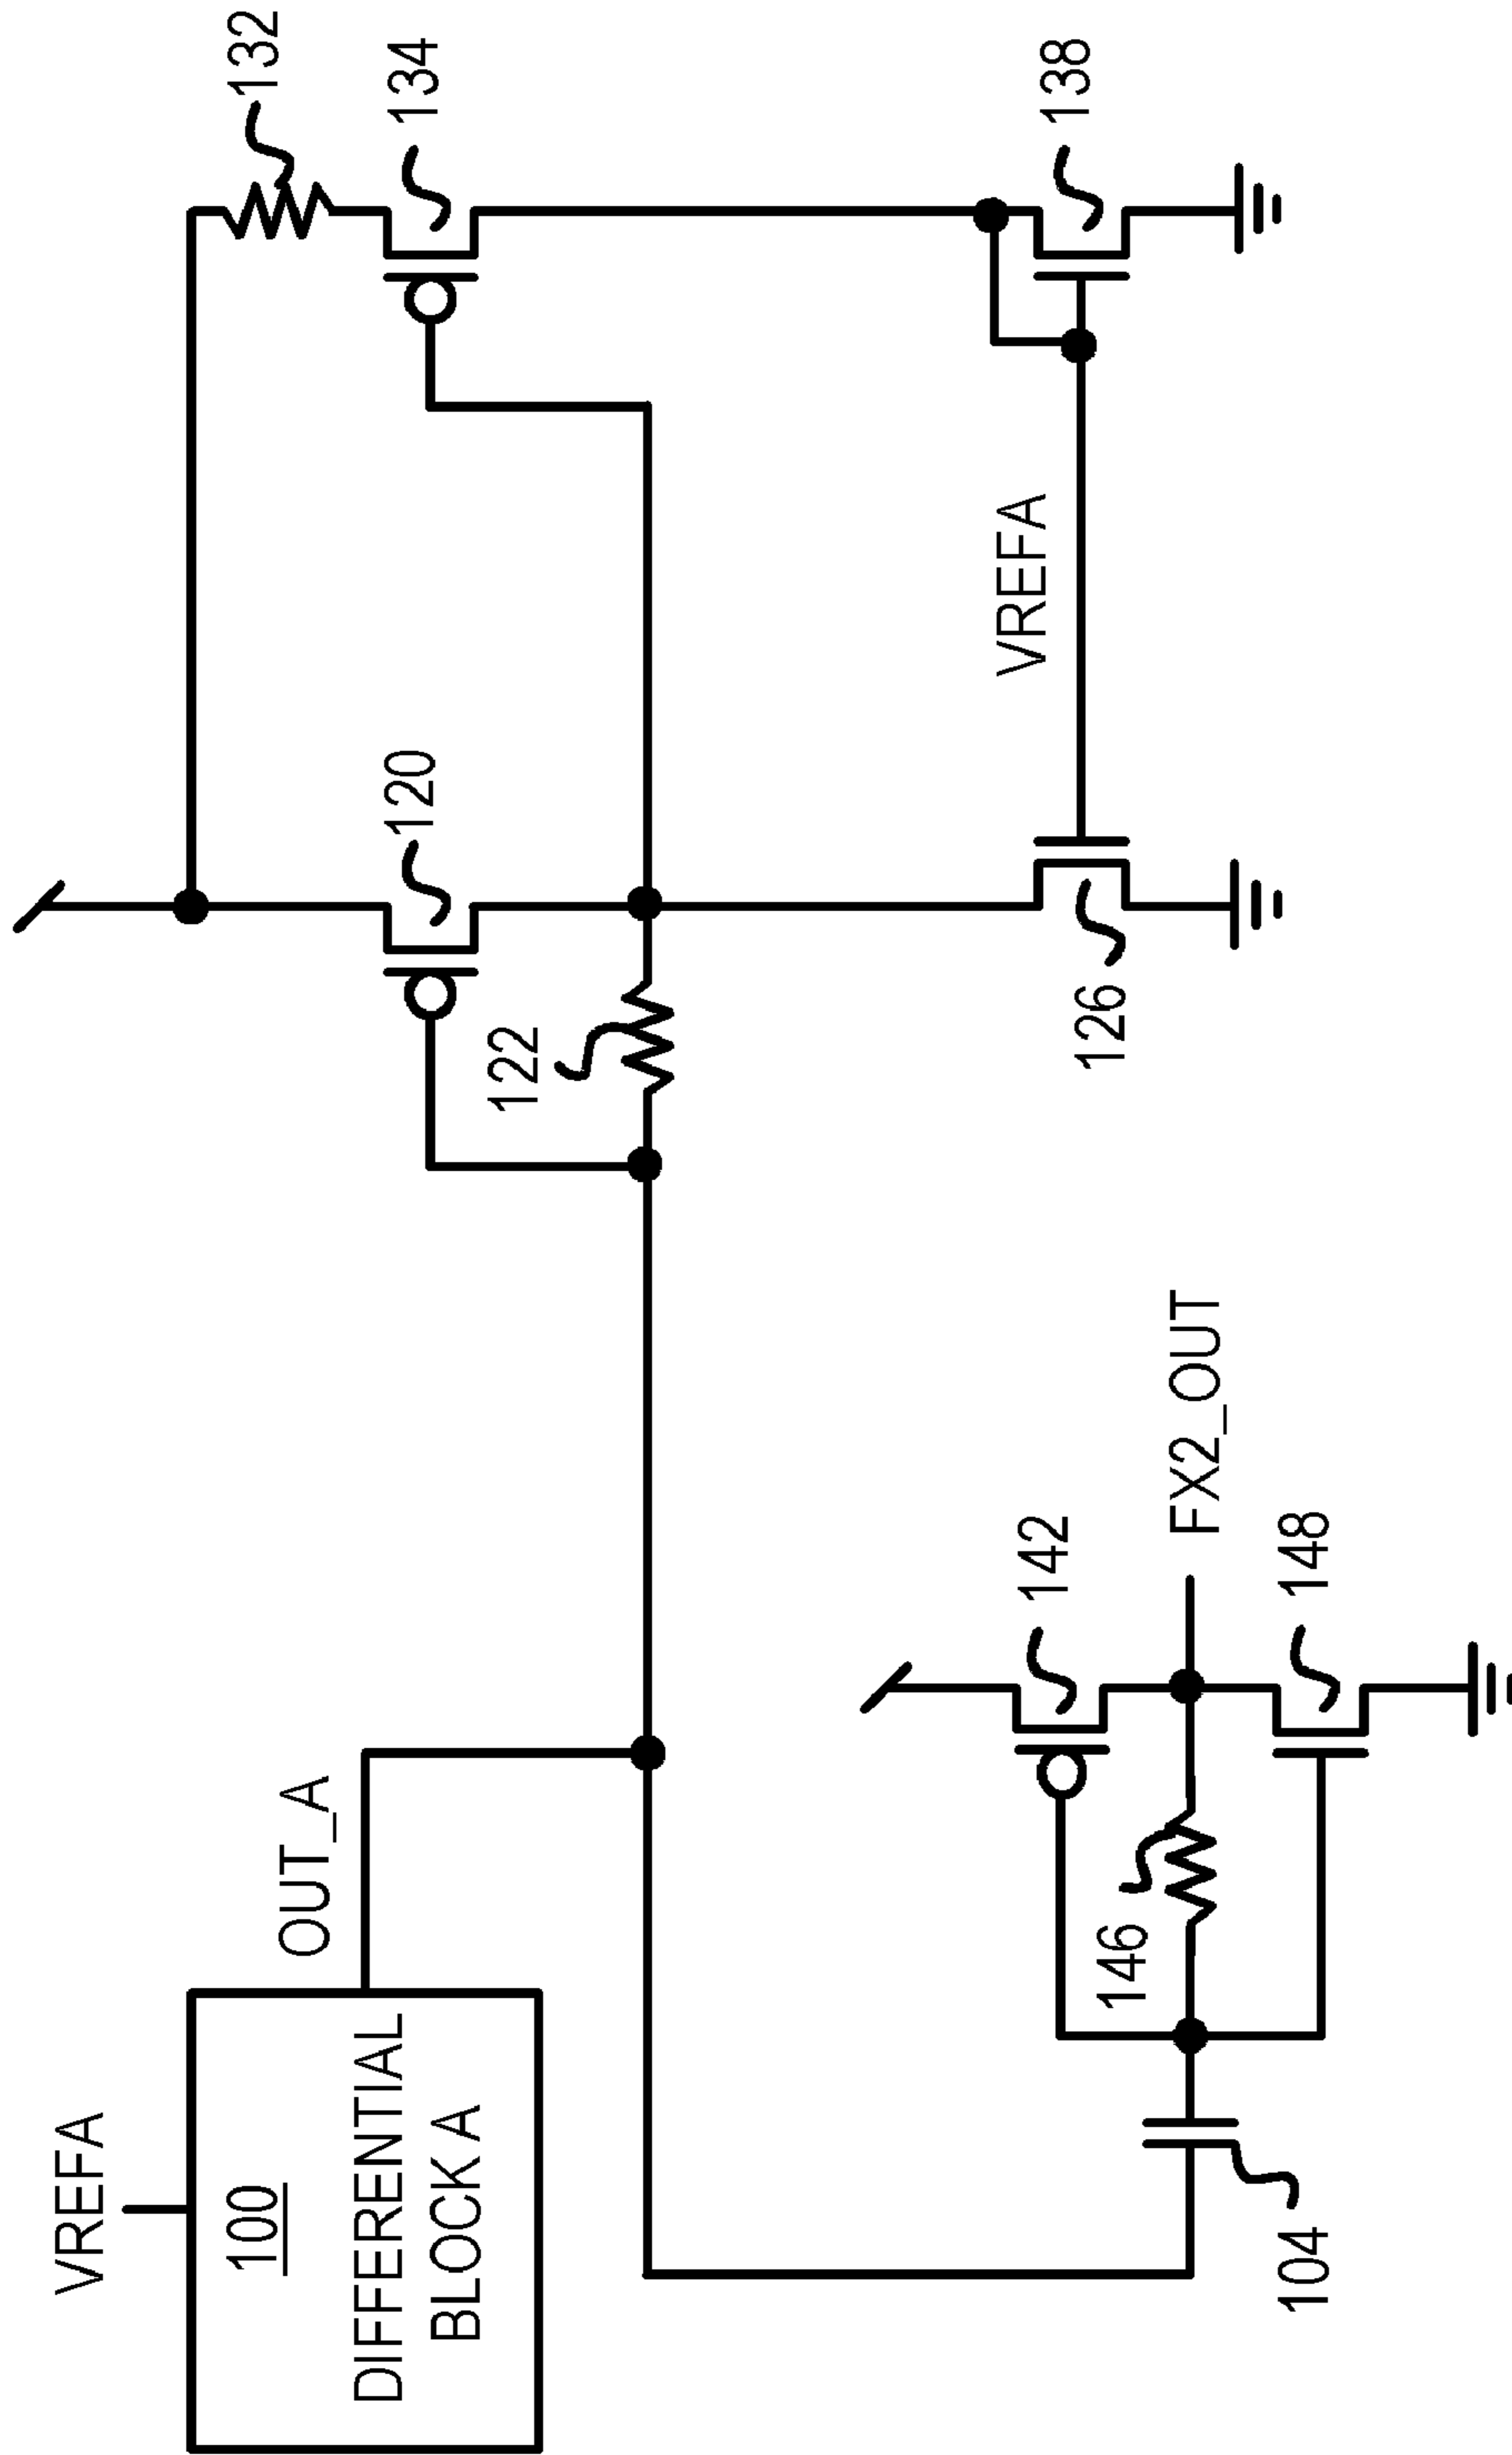 VREFA
100
DIFFERENTIAL
BLOCK A
OUT_A
132
134
120
122
126
VREFA
138
142
146
FX2_OUT
148
104